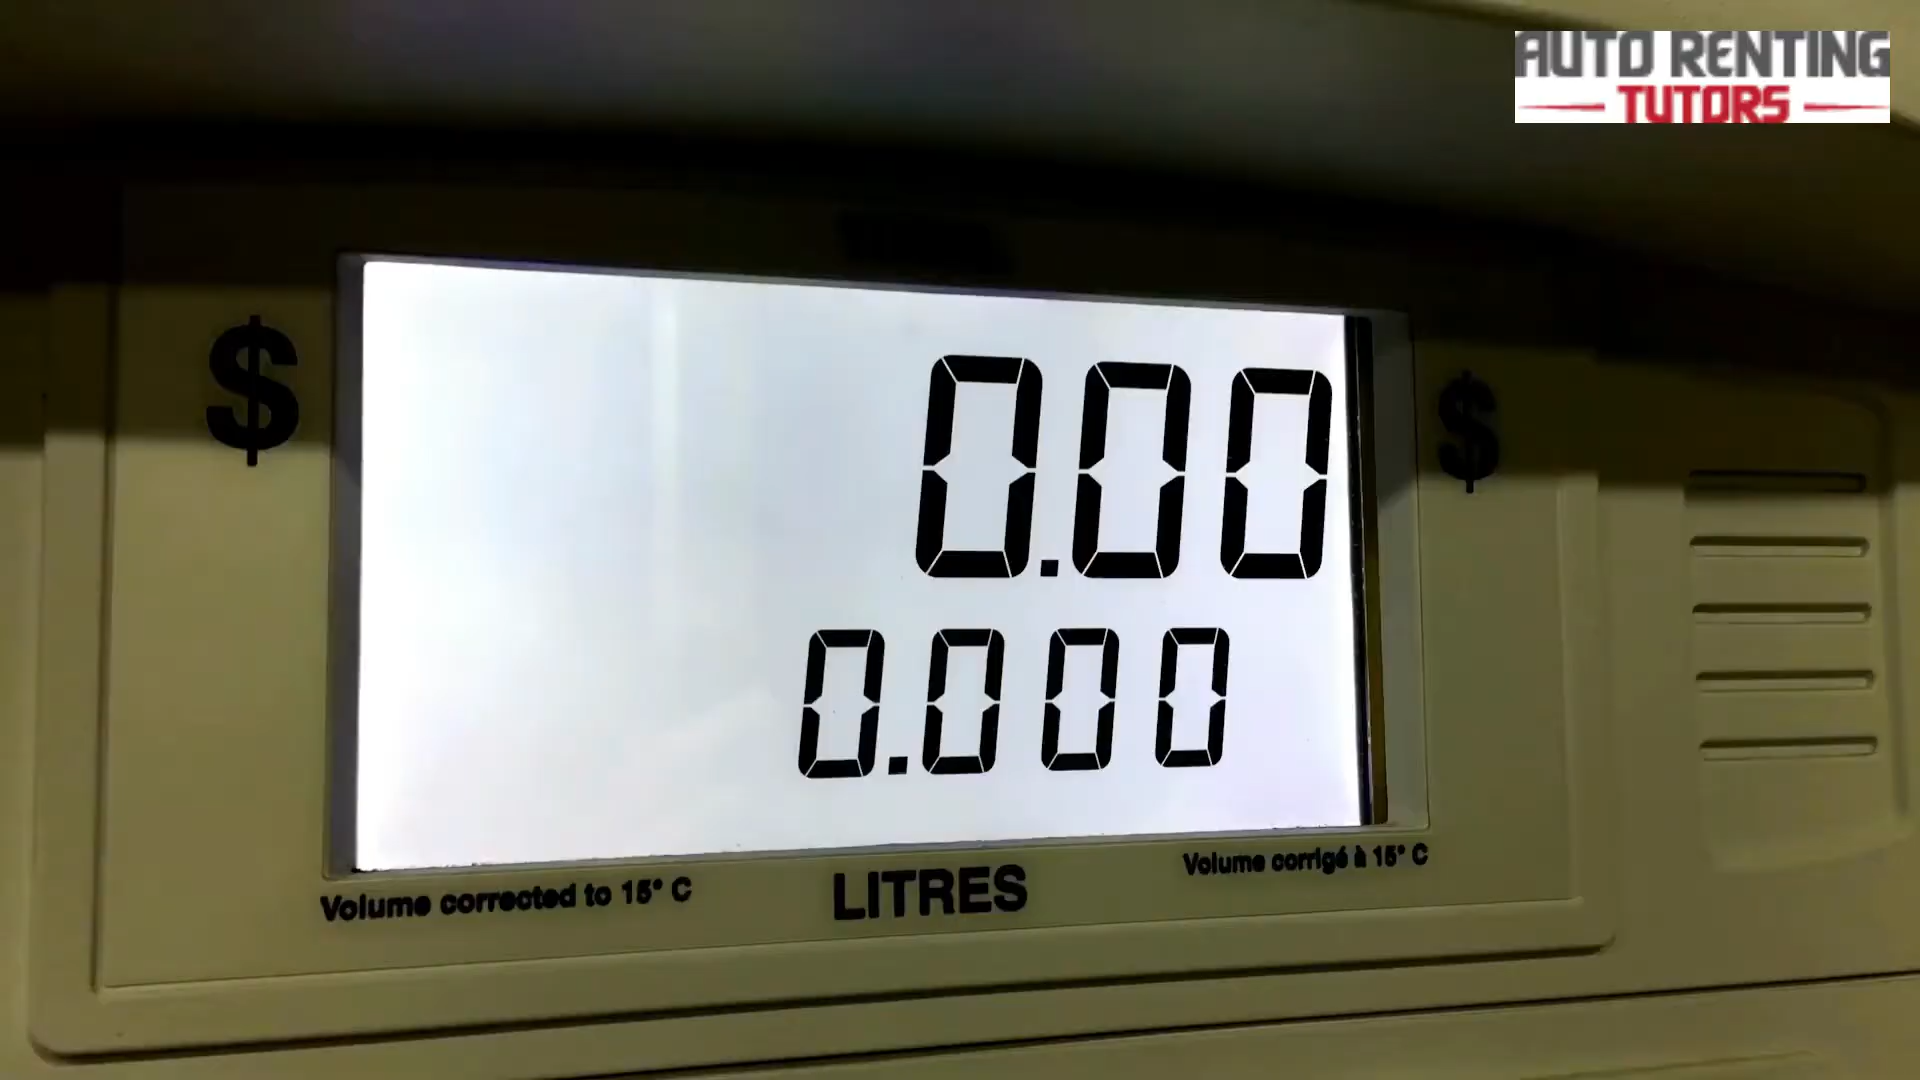 AUTO RENTING
TUTORS
$ 0.00 $
0.000
Volume corrected to 15° C
LITRES
Volume corrigé à 15° C